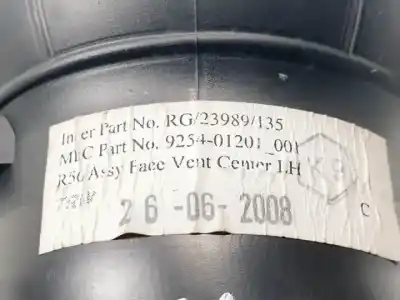 Inter Part No. RG/23989/135
MEC Part No. 9254-01201_001
R56 Assy Face Vent Center LH
26-06-2008
C